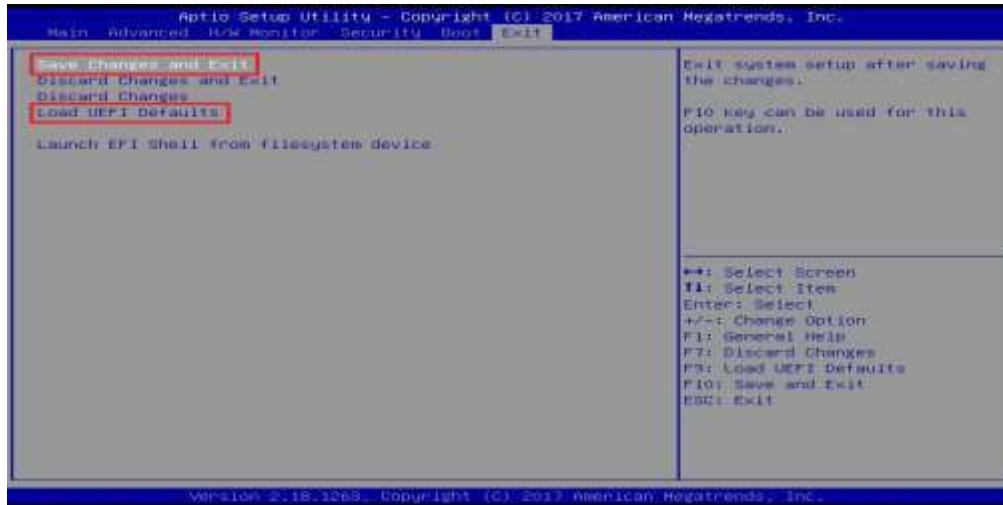 Aptio Setup Utility - Copyright (C) 2017 American Megatrends, Inc.
Main Advanced H/W Monitor Security Boot Exit
Save Changes and Exit
Discard Changes and Exit
Discard Changes
Load UEFI Defaults
Launch EFI Shell from filesystem device
Exit system setup after saving
the changes.
F10 key can be used for this
operation.
↔: Select Screen
↑↓: Select Item
Enter: Select
+/-: Change Option
F1: General Help
F7: Discard Changes
F9: Load UEFI Defaults
F10: Save and Exit
ESC: Exit
Version 2.18.1263. Copyright (C) 2017 American Megatrends, Inc.